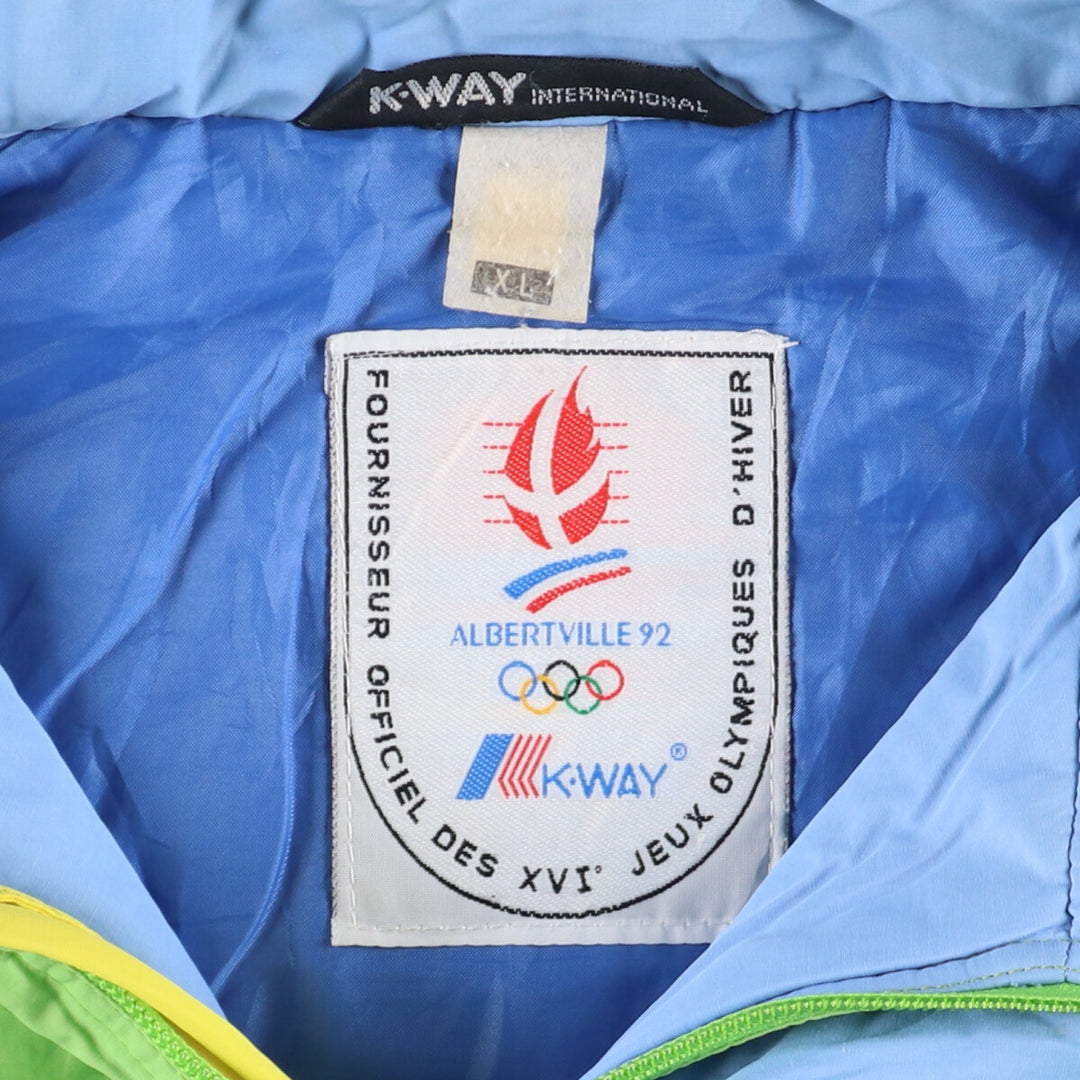 K·WAY INTERNATIONAL
XL
FOURNISSEUR OFFICIEL DES XVI° JEUX OLYMPIQUES D'HIVER
ALBERTVILLE 92
K·WAY ®